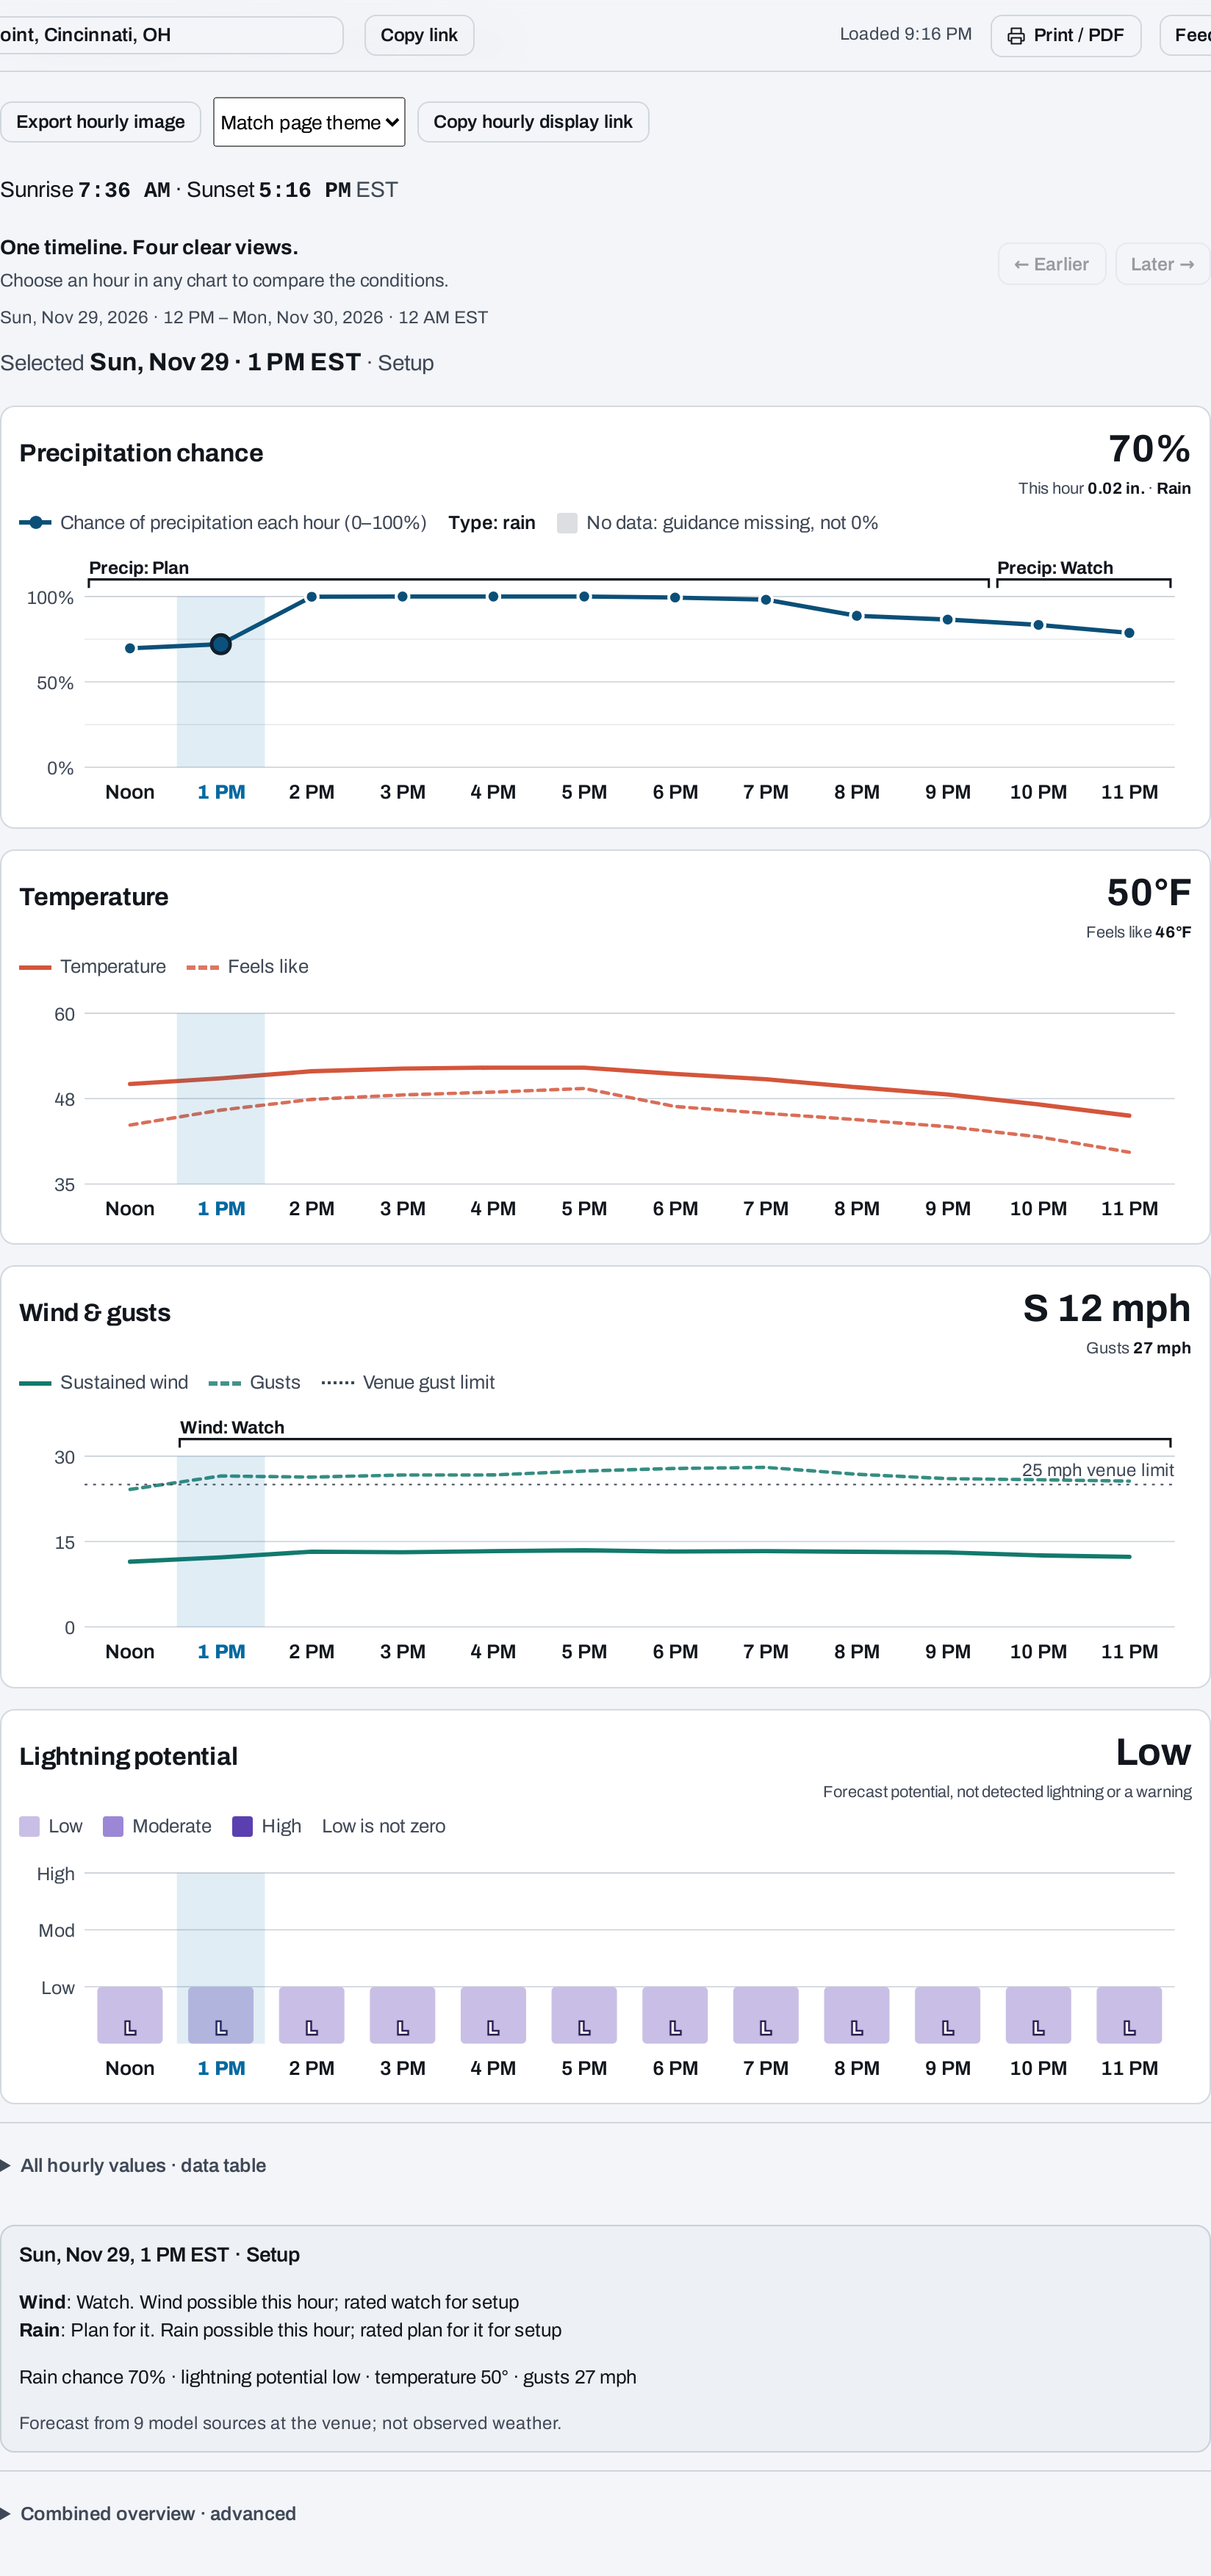 oint, Cincinnati, OH
Copy link
Loaded 9:16 PM
Print / PDF
Feed
Export hourly image
Match page theme
Copy hourly display link
Sunrise 7:36 AM · Sunset 5:16 PM EST
One timeline. Four clear views.
Choose an hour in any chart to compare the conditions.
← Earlier
Later →
Sun, Nov 29, 2026 · 12 PM – Mon, Nov 30, 2026 · 12 AM EST
Selected Sun, Nov 29 · 1 PM EST · Setup
Precipitation chance
70%
This hour 0.02 in. · Rain
Chance of precipitation each hour (0–100%)
Type: rain
No data: guidance missing, not 0%
Precip: Plan
Precip: Watch
100%
50%
0%
Noon 1 PM 2 PM 3 PM 4 PM 5 PM 6 PM 7 PM 8 PM 9 PM 10 PM 11 PM
Temperature
50°F
Feels like 46°F
Temperature
Feels like
60
48
35
Noon 1 PM 2 PM 3 PM 4 PM 5 PM 6 PM 7 PM 8 PM 9 PM 10 PM 11 PM
Wind & gusts
S 12 mph
Gusts 27 mph
Sustained wind
Gusts
Venue gust limit
Wind: Watch
30
25 mph venue limit
15
0
Noon 1 PM 2 PM 3 PM 4 PM 5 PM 6 PM 7 PM 8 PM 9 PM 10 PM 11 PM
Lightning potential
Low
Forecast potential, not detected lightning or a warning
Low
Moderate
High
Low is not zero
High
Mod
Low
L L L L L L L L L L L L
Noon 1 PM 2 PM 3 PM 4 PM 5 PM 6 PM 7 PM 8 PM 9 PM 10 PM 11 PM
All hourly values · data table
Sun, Nov 29, 1 PM EST · Setup
Wind: Watch. Wind possible this hour; rated watch for setup
Rain: Plan for it. Rain possible this hour; rated plan for it for setup
Rain chance 70% · lightning potential low · temperature 50° · gusts 27 mph
Forecast from 9 model sources at the venue; not observed weather.
Combined overview · advanced